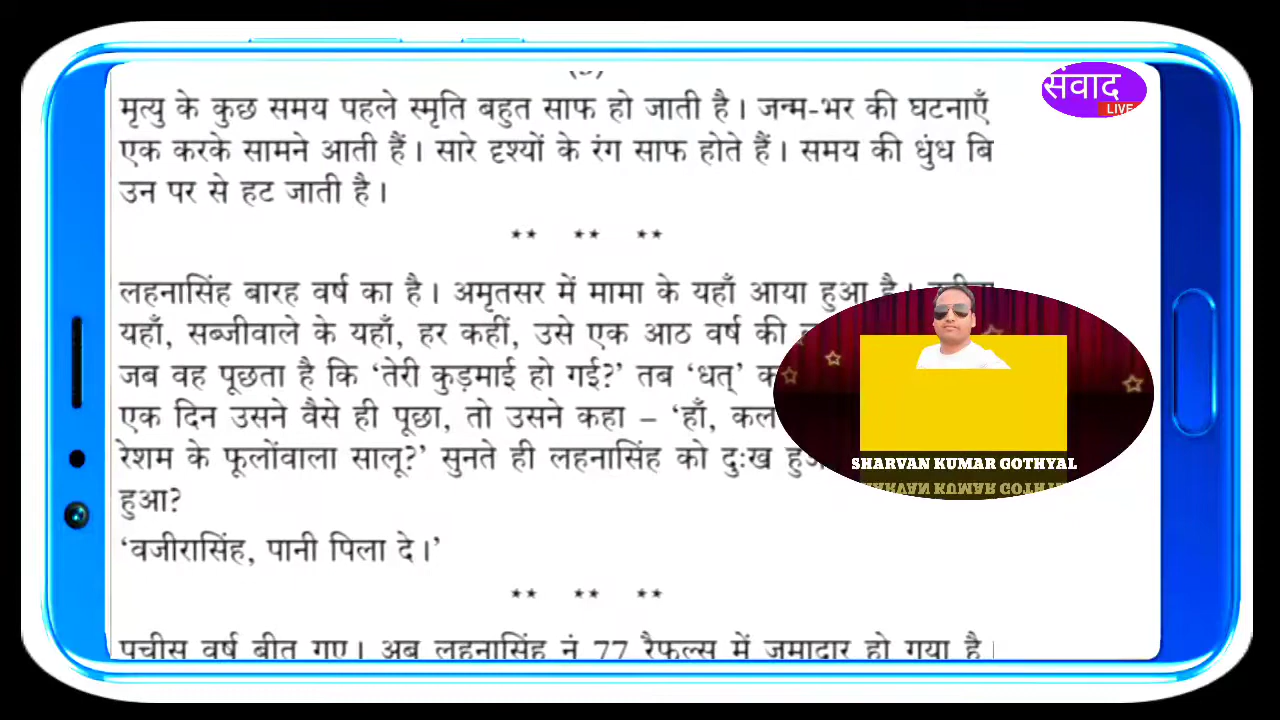 संवाद
LIVE
मृत्यु के कुछ समय पहले स्मृति बहुत साफ हो जाती है। जन्म-भर की घटनाएँ
एक करके सामने आती हैं। सारे दृश्यों के रंग साफ होते हैं। समय की धुंध बि
उन पर से हट जाती है।
** ** **
लहनासिंह बारह वर्ष का है। अमृतसर में मामा के यहाँ आया हुआ है।
यहाँ, सब्जीवाले के यहाँ, हर कहीं, उसे एक आठ वर्ष की
जब वह पूछता है कि ‘तेरी कुड़माई हो गई?’ तब ‘धत्’
एक दिन उसने वैसे ही पूछा, तो उसने कहा – ‘हाँ, कल
रेशम के फूलोंवाला सालू?’ सुनते ही लहनासिंह को दुःख
हुआ?
‘वजीरासिंह, पानी पिला दे।’
** ** **
पचीस वर्ष बीत गए। अब लहनासिंह नं 77 रैफल्स में जमादार हो गया है
SHARVAN KUMAR GOTHYAL